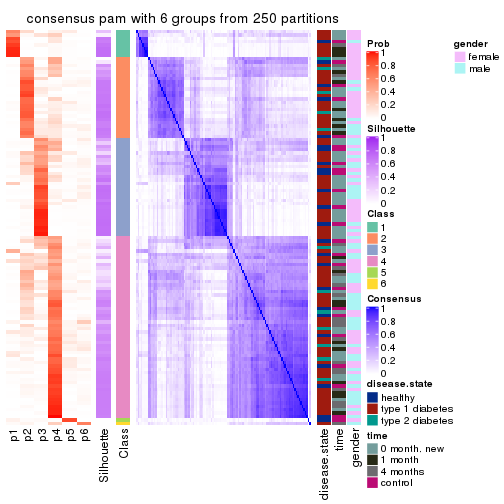 consensus pam with 6 groups from 250 partitions
Prob
1
0.8
0.6
0.4
0.2
0
gender
female
male
Silhouette
1
0.8
0.6
0.4
0.2
0
Class
1
2
3
4
5
6
Consensus
1
0.8
0.6
0.4
0.2
0
disease.state
healthy
type 1 diabetes
type 2 diabetes
time
0 month. new
1 month
4 months
control
p1
p2
p3
p4
p5
p6
Silhouette
Class
disease.state
time
gender